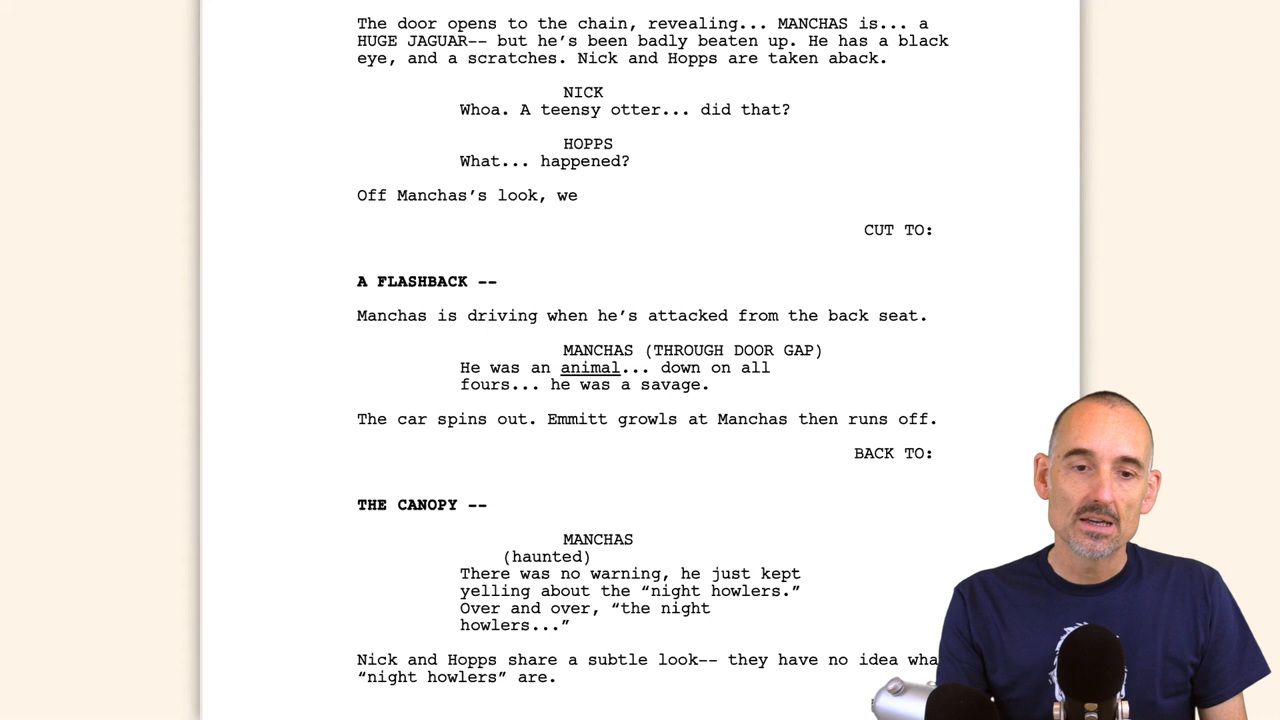 The door opens to the chain, revealing... MANCHAS is... a
HUGE JAGUAR-- but he’s been badly beaten up. He has a black
eye, and a scratches. Nick and Hopps are taken aback.
NICK
Whoa. A teensy otter... did that?
HOPPS
What... happened?
Off Manchas’s look, we
CUT TO:
A FLASHBACK --
Manchas is driving when he’s attacked from the back seat.
MANCHAS (THROUGH DOOR GAP)
He was an animal... down on all
fours... he was a savage.
The car spins out. Emmitt growls at Manchas then runs off.
BACK TO:
THE CANOPY --
MANCHAS
(haunted)
There was no warning, he just kept
yelling about the “night howlers.”
Over and over, “the night
howlers...”
Nick and Hopps share a subtle look-- they have no idea wha
“night howlers” are.